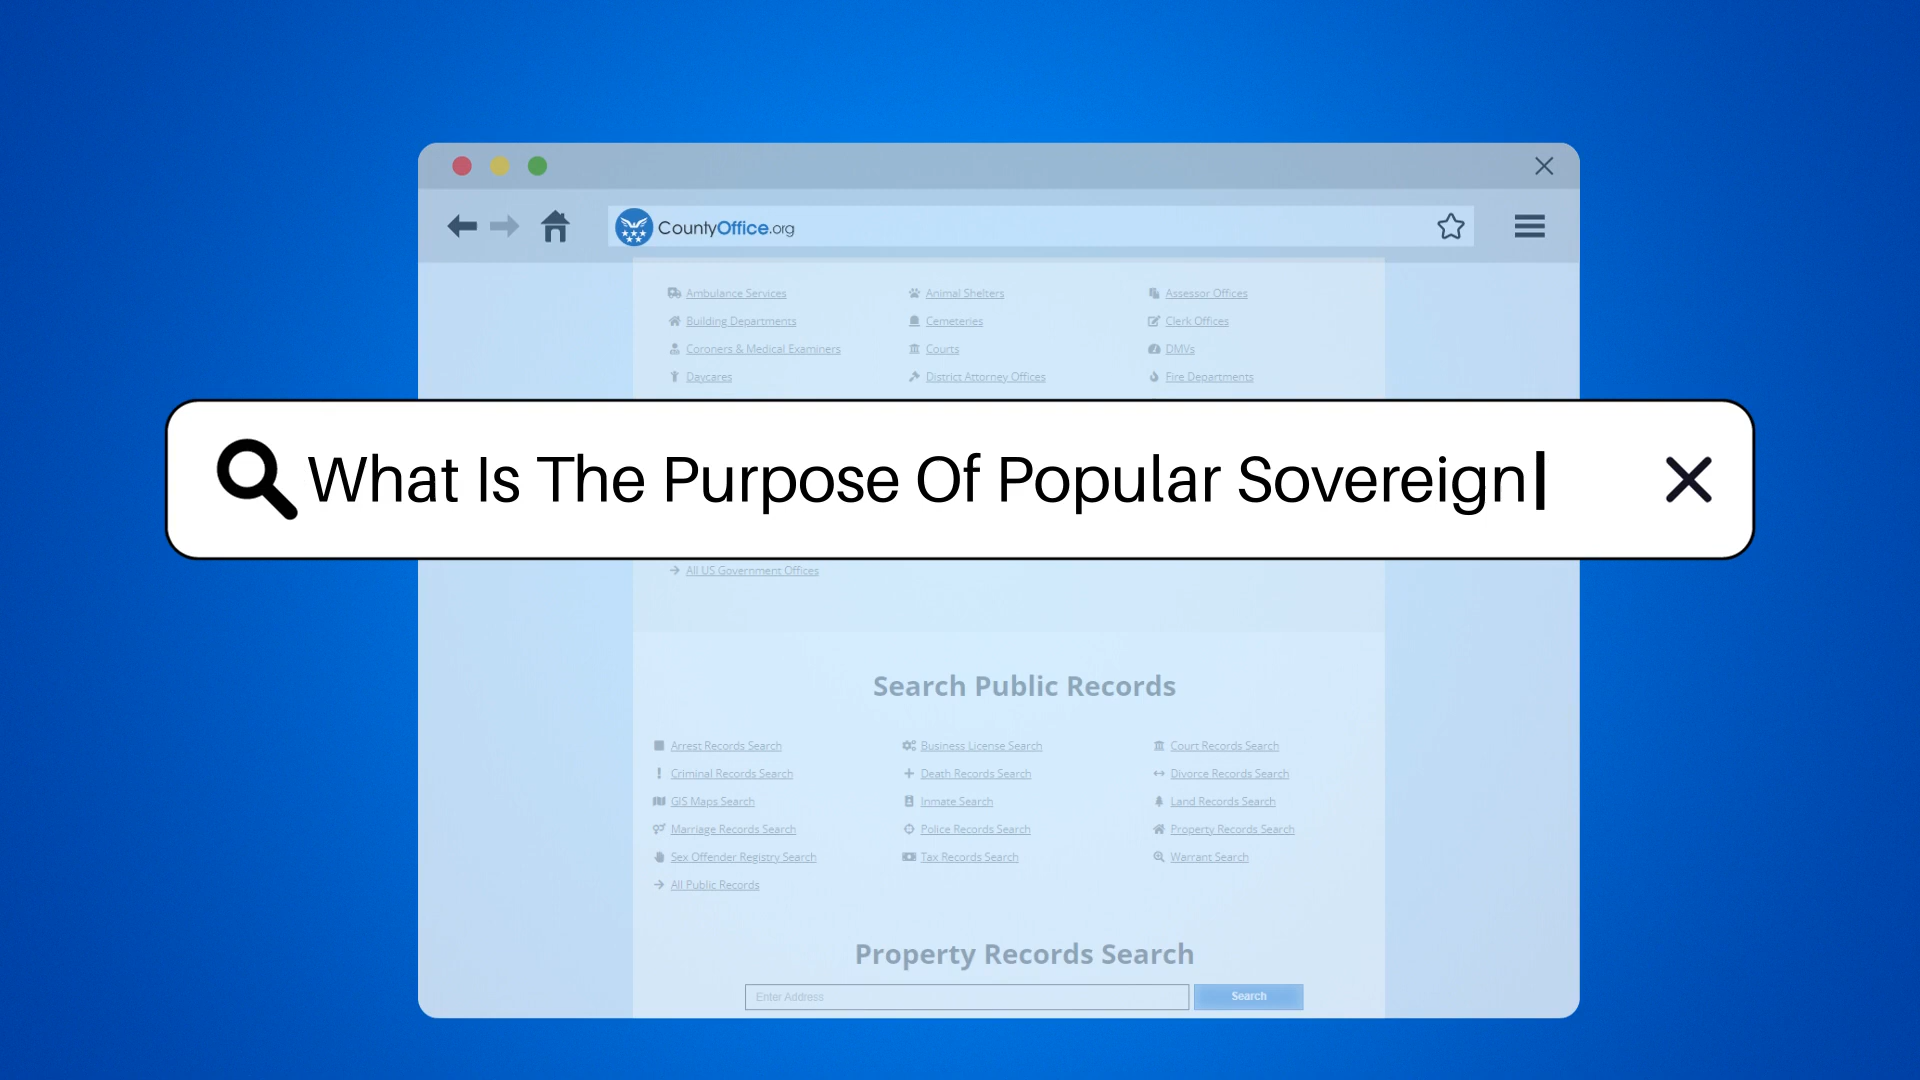 CountyOffice.org
Ambulance Services Animal Shelters Assessor Offices
Building Departments Cemeteries Clerk Offices
Coroners & Medical Examiners Courts DMVs
Daycares District Attorney Offices Fire Departments
What Is The Purpose Of Popular Sovereign
All US Government Offices
Search Public Records
Arrest Records Search Business License Search Court Records Search
Criminal Records Search Death Records Search Divorce Records Search
GIS Maps Search Inmate Search Land Records Search
Marriage Records Search Police Records Search Property Records Search
Sex Offender Registry Search Tax Records Search Warrant Search
All Public Records
Property Records Search
Enter Address Search